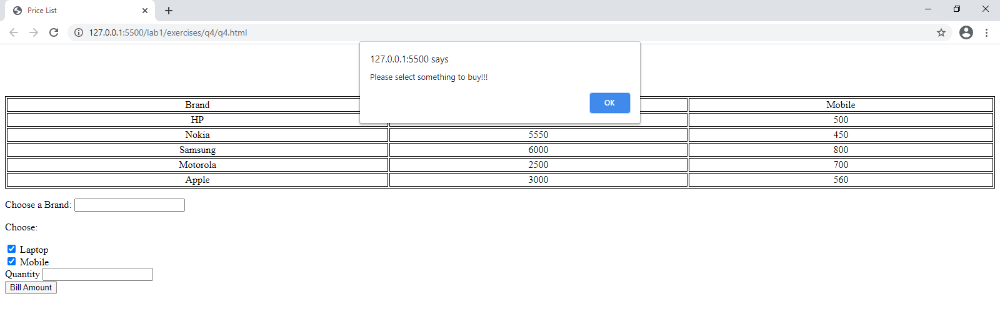 Price List
127.0.0.1:5500/lab1/exercises/q4/q4.html
127.0.0.1:5500 says
Please select something to buy!!!
OK
Brand Mobile
HP 500
Nokia 5550 450
Samsung 6000 800
Motorola 2500 700
Apple 3000 560
Choose a Brand:
Choose:
Laptop
Mobile
Quantity
Bill Amount